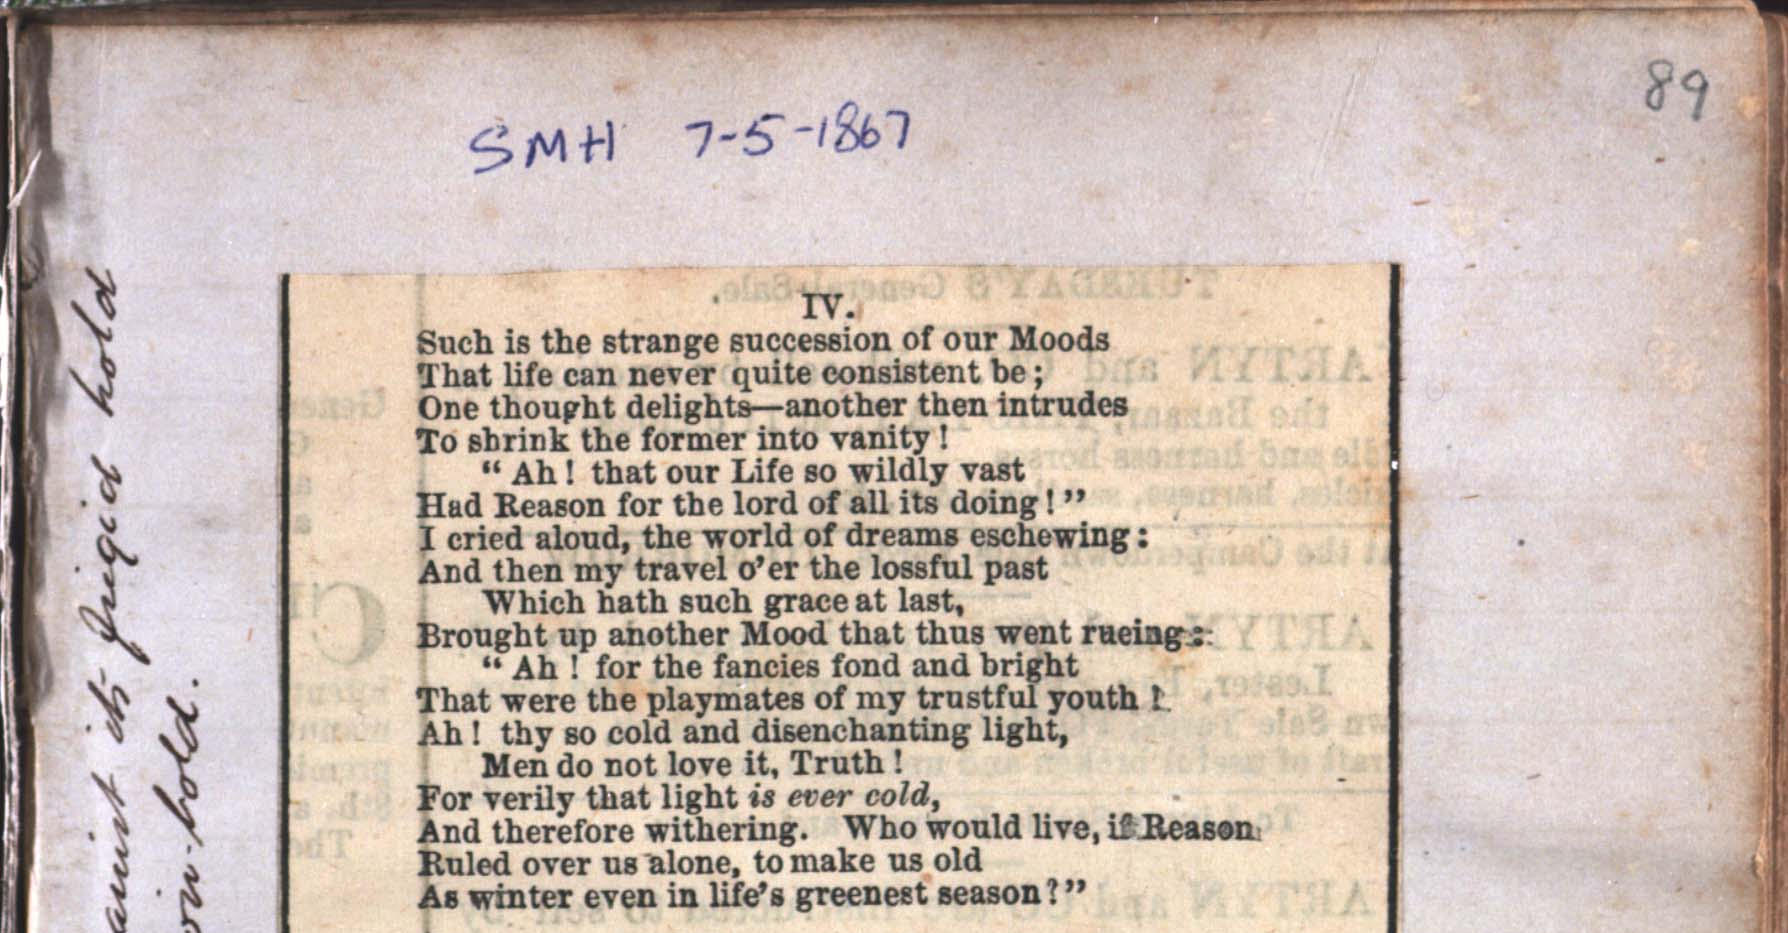 89
SMH 7-5-1867
IV.
Such is the strange succession of our Moods
That life can never quite consistent be;
One thought delights—another then intrudes
To shrink the former into vanity!
“Ah! that our Life so wildly vast
Had Reason for the lord of all its doing!”
I cried aloud, the world of dreams eschewing:
And then my travel o’er the lossful past
Which hath such grace at last,
Brought up another Mood that thus went rueing:
“Ah! for the fancies fond and bright
That were the playmates of my trustful youth!
Ah! thy so cold and disenchanting light,
Men do not love it, Truth!
For verily that light is ever cold,
And therefore withering. Who would live, if Reason
Ruled over us alone, to make us old
As winter even in life’s greenest season?”
its frigid hold